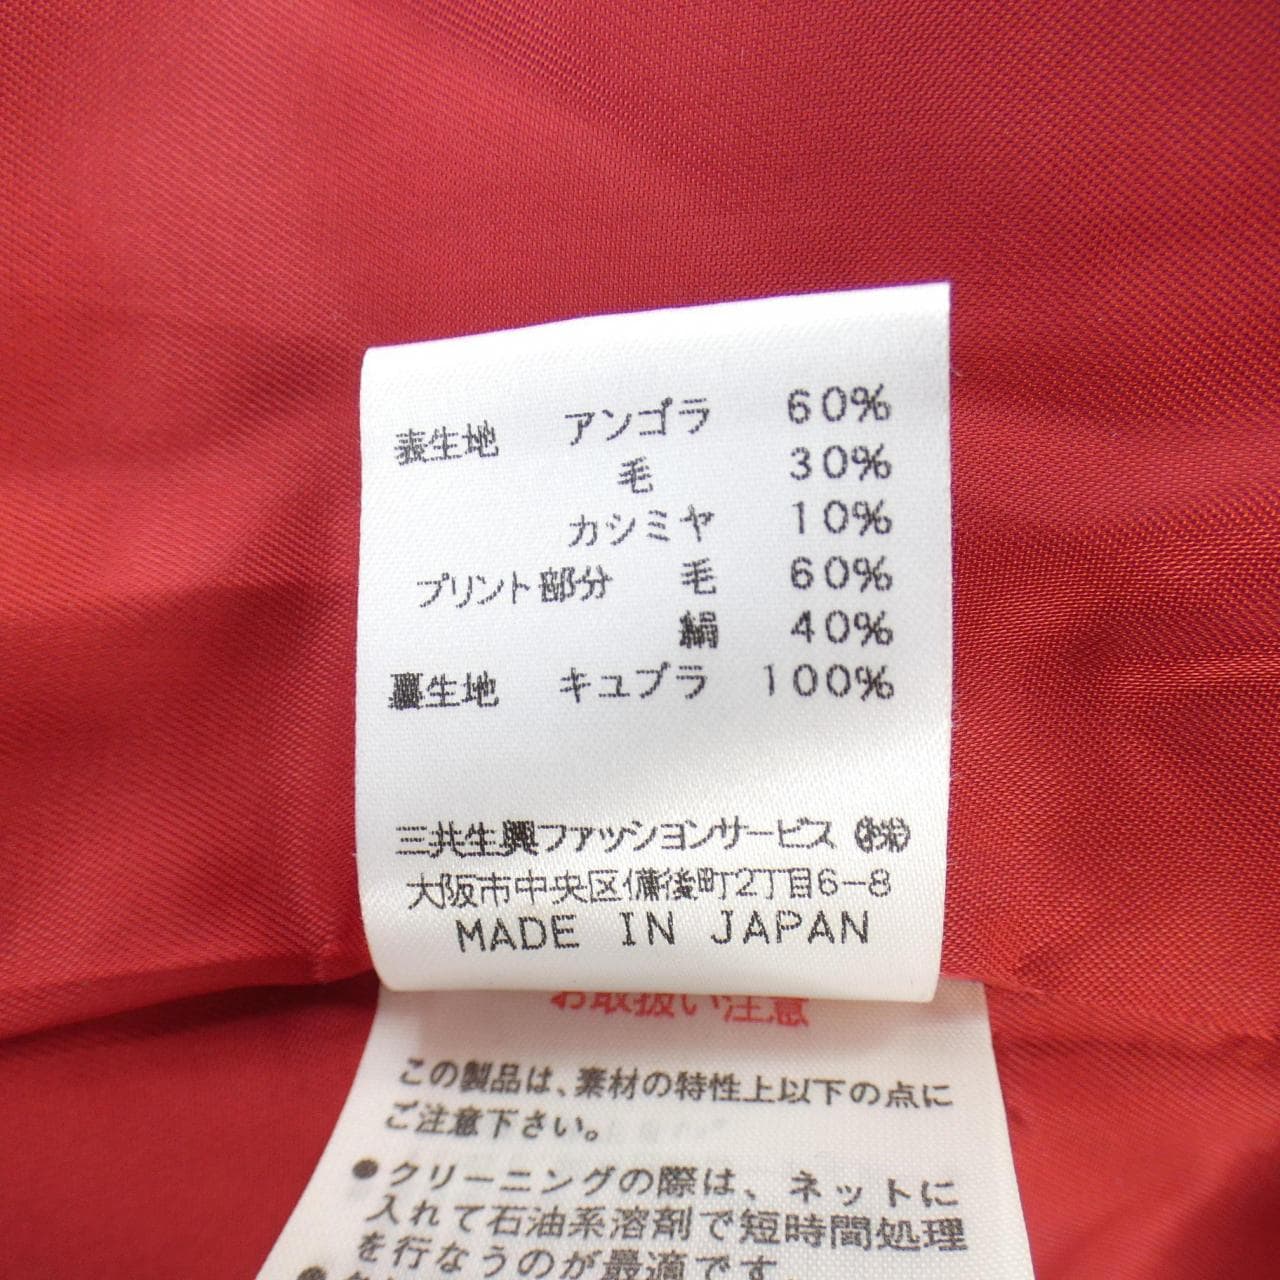 表生地 アンゴラ 60%
毛 30%
カシミヤ 10%
プリント部分 毛 60%
絹 40%
裏生地 キュプラ 100%
三共生興ファッションサービス㈱
大阪市中央区備後町2丁目6-8
MADE IN JAPAN
お取扱い注意
この製品は、素材の特性上以下の点に
ご注意下さい。
●クリーニングの際は、ネットに
入れて石油系溶剤で短時間処理
を行なうのが最適です。